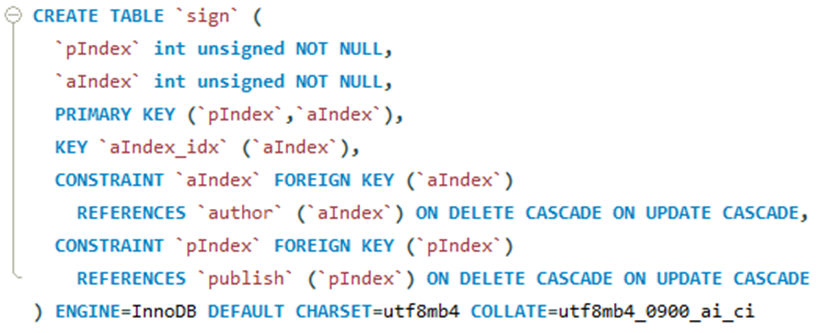 CREATE TABLE `sign` (
`pIndex` int unsigned NOT NULL,
`aIndex` int unsigned NOT NULL,
PRIMARY KEY (`pIndex`,`aIndex`),
KEY `aIndex_idx` (`aIndex`),
CONSTRAINT `aIndex` FOREIGN KEY (`aIndex`)
REFERENCES `author` (`aIndex`) ON DELETE CASCADE ON UPDATE CASCADE,
CONSTRAINT `pIndex` FOREIGN KEY (`pIndex`)
REFERENCES `publish` (`pIndex`) ON DELETE CASCADE ON UPDATE CASCADE
) ENGINE=InnoDB DEFAULT CHARSET=utf8mb4 COLLATE=utf8mb4_0900_ai_ci